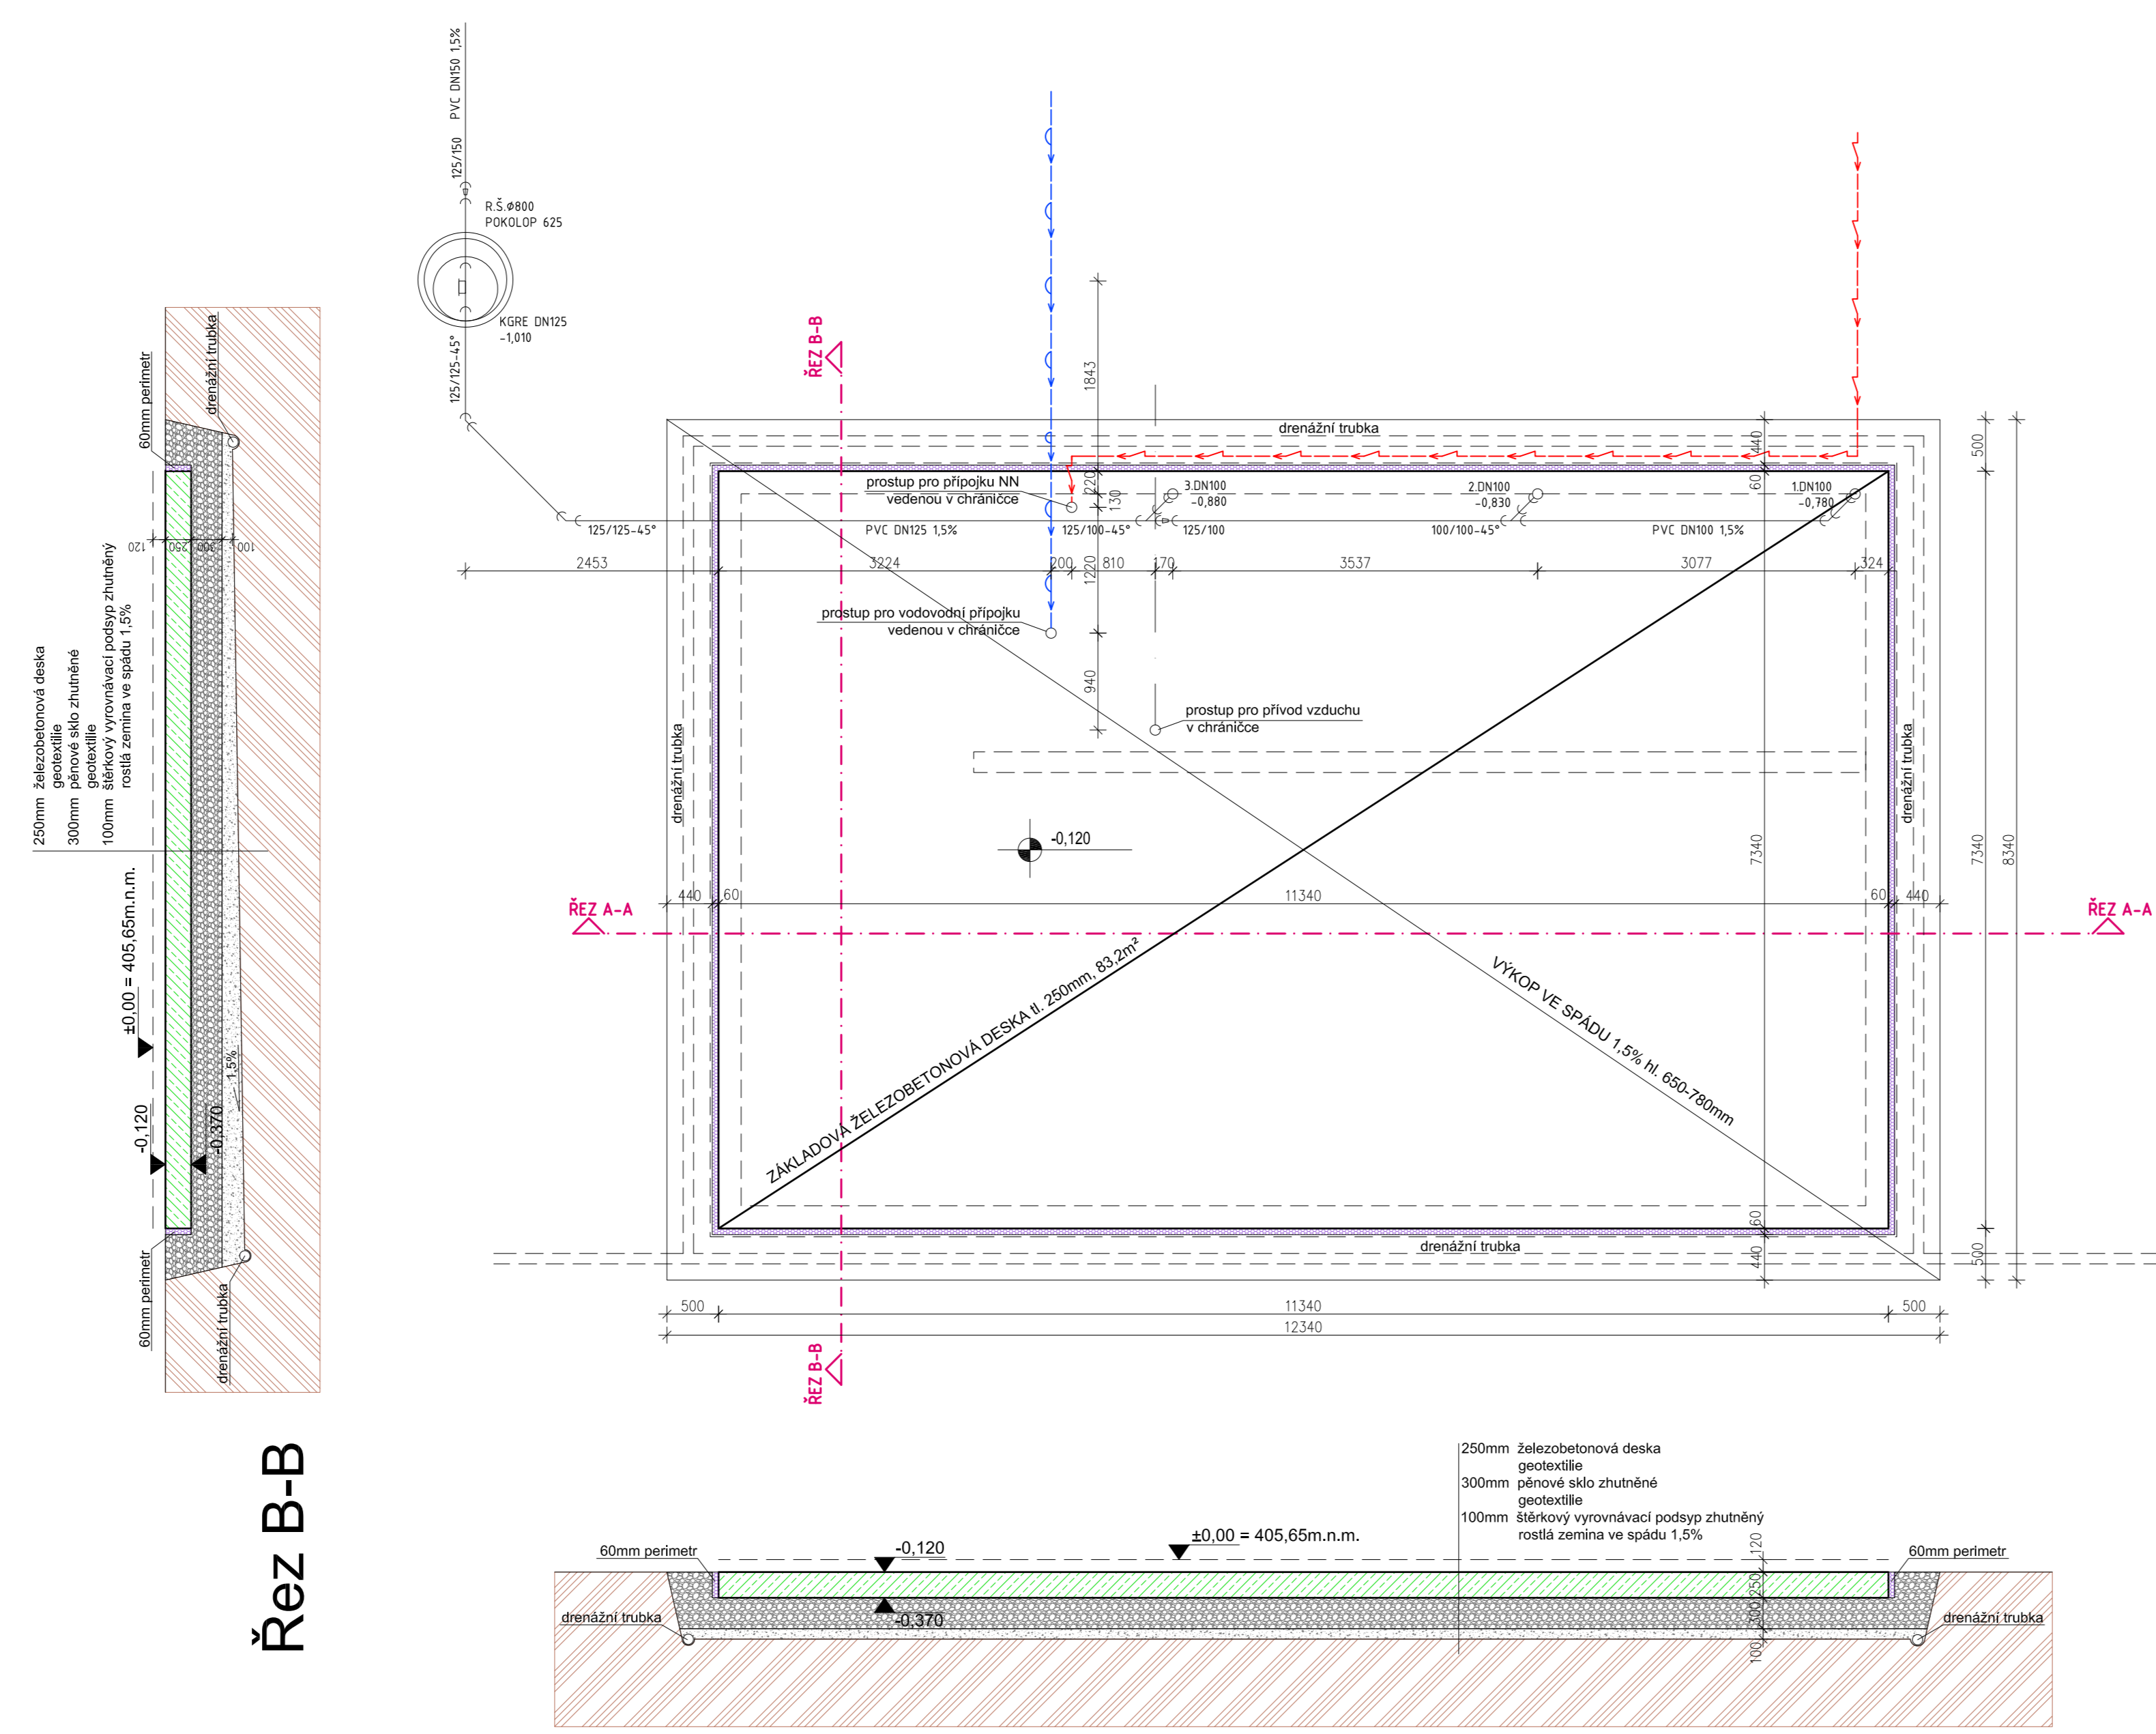 PVC DN150 1,5%
125/150
R.Š.ø800
POKOLOP 625
KGRE DN125
-1,010
125/125-45°
drenážní trubka
60mm perimetr
120
250
300
100
250mm železobetonová deska
geotextilie
300mm pěnové sklo zhutněné
geotextilie
100mm štěrkový vyrovnávací podsyp zhutněný
rostlá zemina ve spádu 1,5%
±0,00 = 405,65m.n.m.
1,5%
-0,120
-0,370
60mm perimetr
drenážní trubka
Řez B-B
ŘEZ B-B
1843
drenážní trubka
440
60
500
prostup pro přípojku NN
vedenou v chráničce
220
130
3.DN100
-0,880
2.DN100
-0,830
1.DN100
-0,780
125/125-45°
PVC DN125 1,5%
125/100-45°
125/100
100/100-45°
PVC DN100 1,5%
2453
3224
200
810
170
3537
3077
324
1220
prostup pro vodovodní přípojku
vedenou v chráničce
940
prostup pro přívod vzduchu
v chráničce
drenážní trubka
drenážní trubka
-0,120
7340
7340
8340
440
60
11340
60
440
ŘEZ A-A
ŘEZ A-A
ZÁKLADOVÁ ŽELEZOBETONOVÁ DESKA tl. 250mm, 83,2m²
VÝKOP VE SPÁDU 1,5% hl. 650-780mm
60
drenážní trubka
440
500
500
11340
500
12340
ŘEZ B-B
250mm železobetonová deska
geotextilie
300mm pěnové sklo zhutněné
geotextilie
100mm štěrkový vyrovnávací podsyp zhutněný
rostlá zemina ve spádu 1,5%
±0,00 = 405,65m.n.m.
-0,120
60mm perimetr
60mm perimetr
120
250
300
100
-0,370
drenážní trubka
drenážní trubka